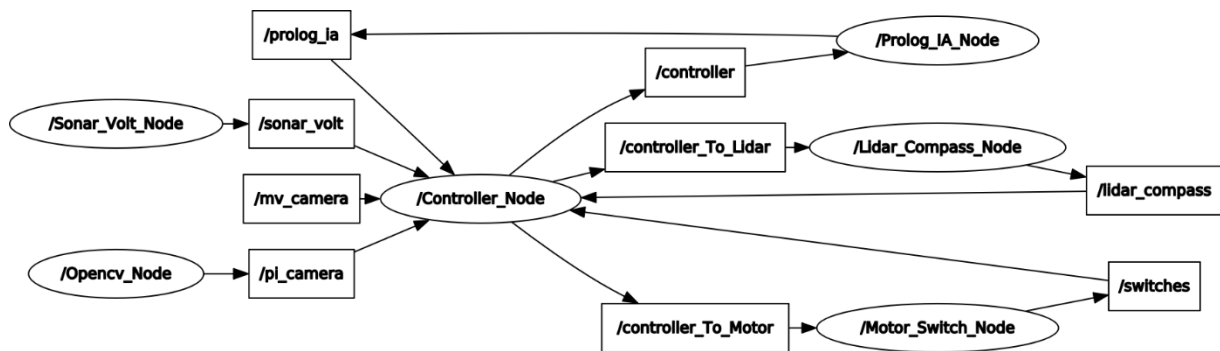 /prolog_ia
/Prolog_IA_Node
/controller
/Sonar_Volt_Node
/sonar_volt
/controller_To_Lidar
/Lidar_Compass_Node
/mv_camera
/Controller_Node
/lidar_compass
/Opencv_Node
/pi_camera
/switches
/controller_To_Motor
/Motor_Switch_Node